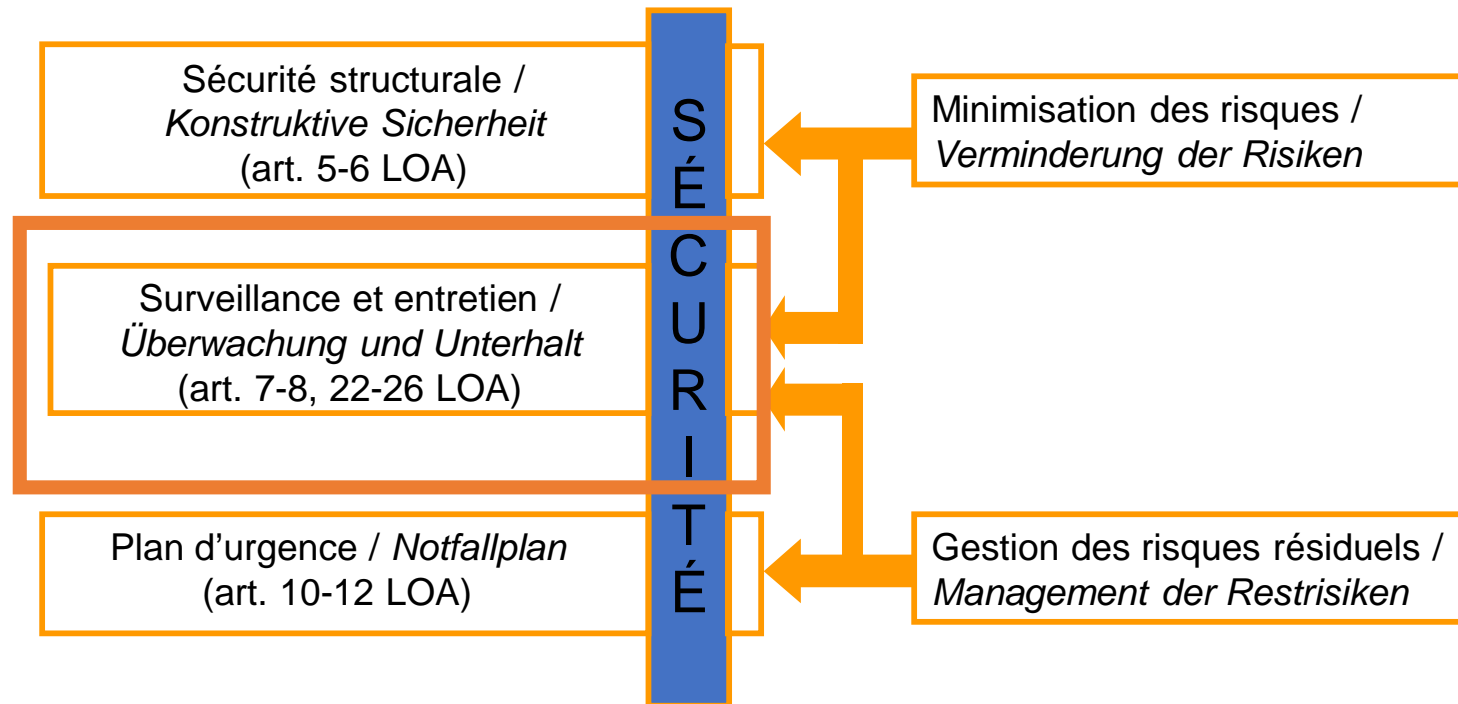 Sécurité structurale /
Konstruktive Sicherheit
(art. 5-6 LOA)
Surveillance et entretien /
Überwachung und Unterhalt
(art. 7-8, 22-26 LOA)
Plan d’urgence / Notfallplan
(art. 10-12 LOA)
S
É
C
U
R
I
T
É
Minimisation des risques /
Verminderung der Risiken
Gestion des risques résiduels /
Management der Restrisiken